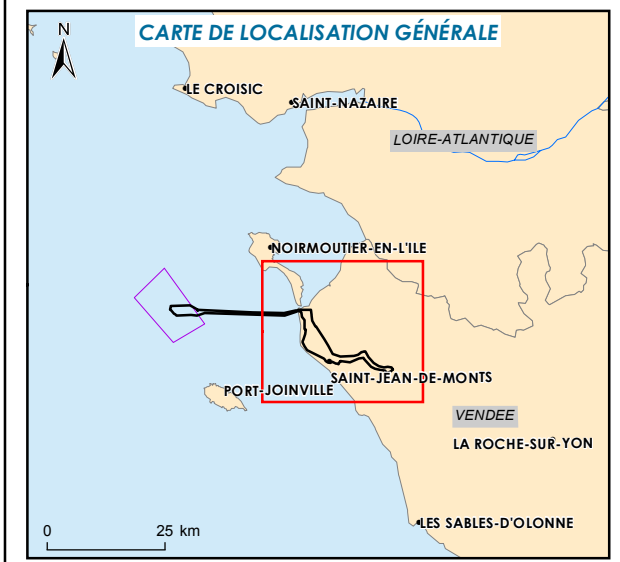 CARTE DE LOCALISATION GÉNÉRALE
N
LE CROISIC
SAINT-NAZAIRE
LOIRE-ATLANTIQUE
NOIRMOUTIER-EN-L'ILE
SAINT-JEAN-DE-MONTS
PORT-JOINVILLE
VENDEE
LA ROCHE-SUR-YON
LES SABLES-D'OLONNE
0 25 km